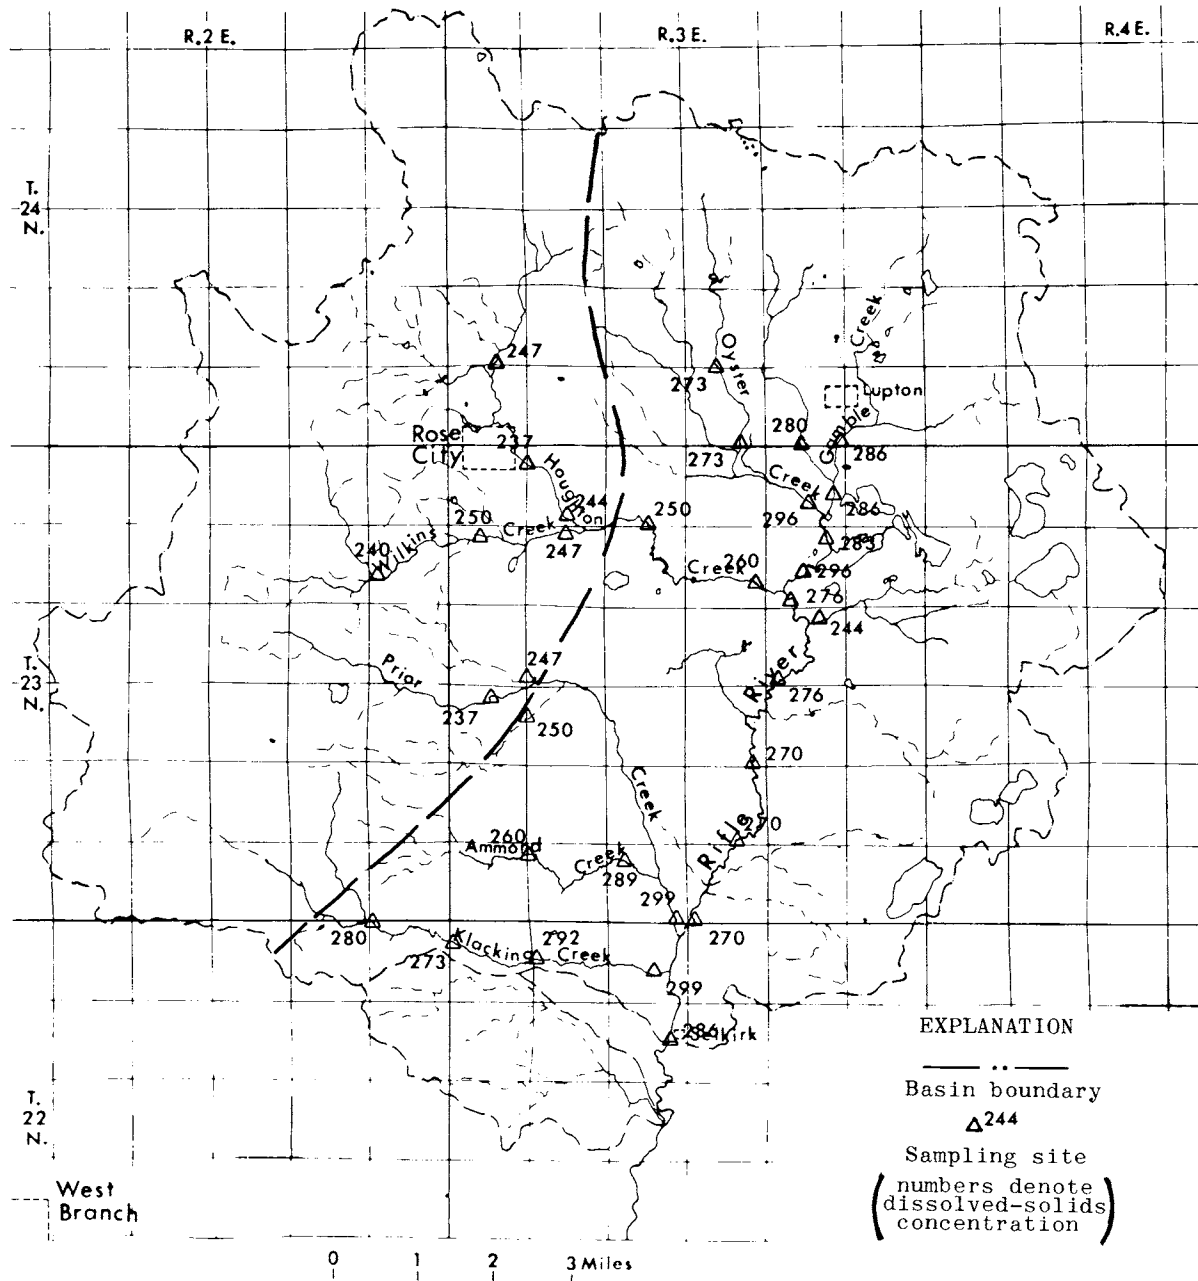 R.2 E.
R.3 E.
R.4 E.
T.
24
N.
Creek
247
Oyster
273
Lupton
Rose
City
237
280
Gamble
273
286
Houghton
Creek
244
250
296
286
250
Creek
Wilkins
247
283
240
Creek
260
296
276
244
T.
23
N.
Prior
247
River
237
276
250
270
Creek
Rifle
270
260
Ammond
Creek
289
299
280
270
Klacking
292
273
Creek
299
286
Selkirk
T.
22
N.
EXPLANATION
Basin boundary
244
Sampling site
(numbers denote
dissolved-solids
concentration)
West
Branch
0 1 2 3 Miles